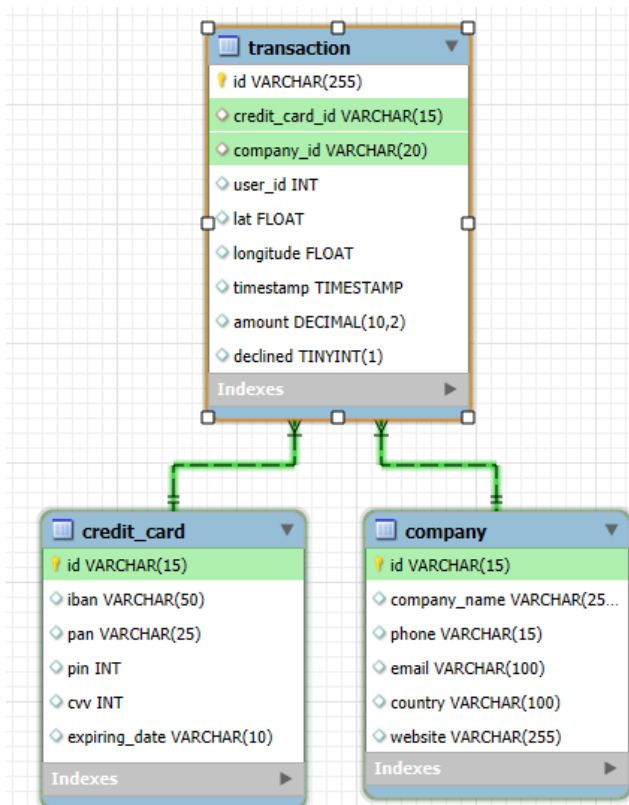 transaction
id VARCHAR(255)
credit_card_id VARCHAR(15)
company_id VARCHAR(20)
user_id INT
lat FLOAT
longitude FLOAT
timestamp TIMESTAMP
amount DECIMAL(10,2)
declined TINYINT(1)
Indexes
credit_card
id VARCHAR(15)
iban VARCHAR(50)
pan VARCHAR(25)
pin INT
cvv INT
expiring_date VARCHAR(10)
Indexes
company
id VARCHAR(15)
company_name VARCHAR(25...
phone VARCHAR(15)
email VARCHAR(100)
country VARCHAR(100)
website VARCHAR(255)
Indexes